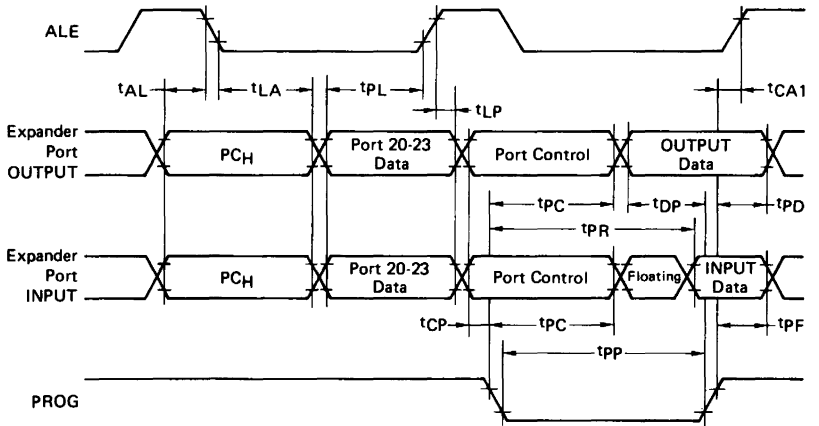 ALE
tAL
tLA
tPL
tLP
tCA1
Expander
Port
OUTPUT
PCH
Port 20-23
Data
Port Control
OUTPUT
Data
tPC
tDP
tPD
tPR
Expander
Port
INPUT
PCH
Port 20-23
Data
Port Control
Floating
INPUT
Data
tCP
tPC
tPF
tPP
PROG